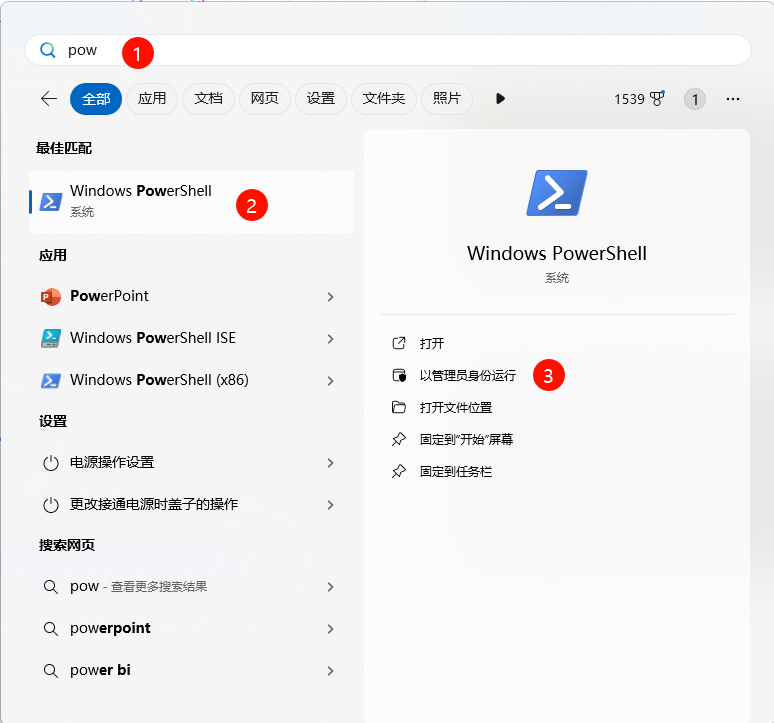 pow 1
全部 应用 文档 网页 设置 文件夹 照片 1539 1
最佳匹配
Windows PowerShell
系统
2
应用
PowerPoint
Windows PowerShell ISE
Windows PowerShell (x86)
设置
电源操作设置
更改接通电源时盖子的操作
搜索网页
pow - 查看更多搜索结果
powerpoint
power bi
Windows PowerShell
系统
打开
以管理员身份运行 3
打开文件位置
固定到"开始"屏幕
固定到任务栏